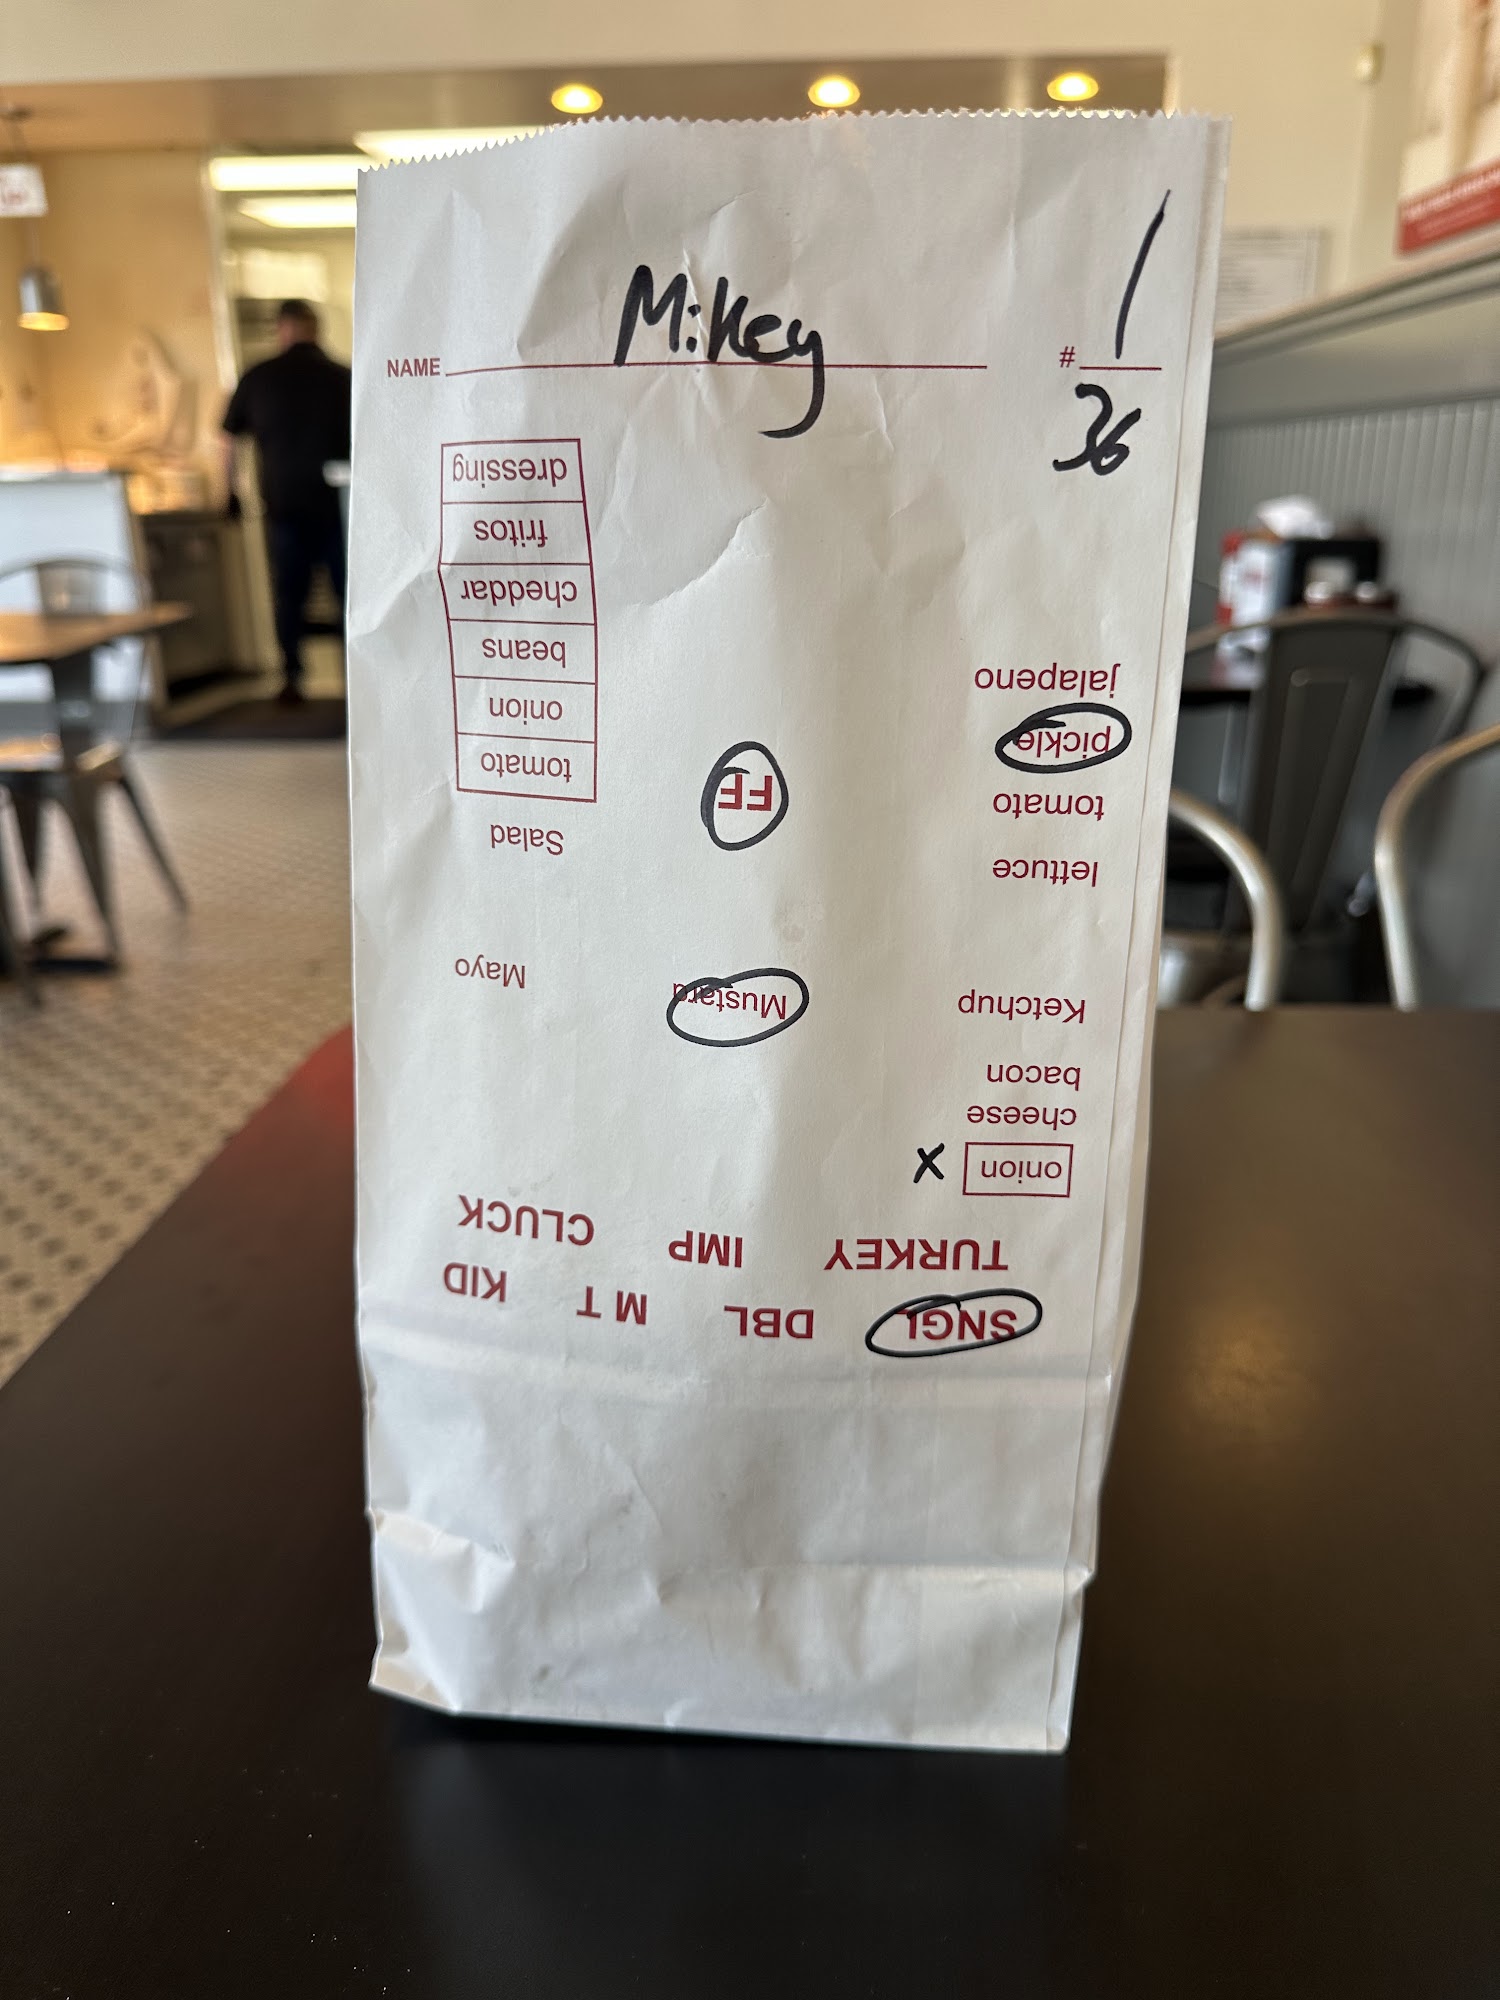 Mikey
1
NAME #
36
SNGL DBL M T KID
TURKEY IMP CLUCK
onion X
cheese
bacon
Ketchup Mustard Mayo
lettuce
tomato
pickle
jalapeno
FF
Salad
tomato
onion
beans
cheddar
fritos
dressing